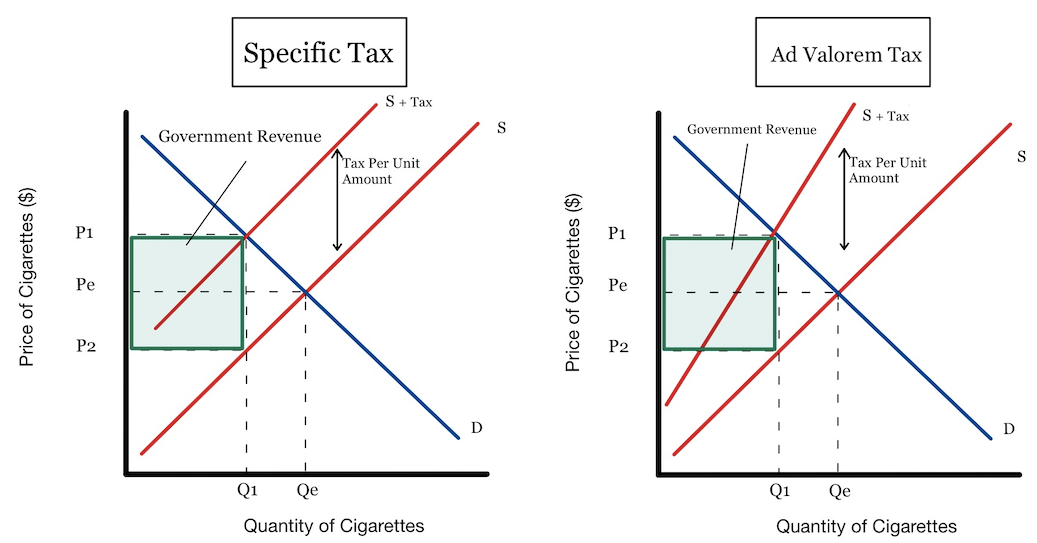 Specific Tax
S + Tax
S
Government Revenue
Tax Per Unit
Amount
P1
Pe
P2
D
Q1
Qe
Price of Cigarettes ($)
Quantity of Cigarettes
Ad Valorem Tax
S + Tax
S
Government Revenue
Tax Per Unit
Amount
P1
Pe
P2
D
Q1
Qe
Price of Cigarettes ($)
Quantity of Cigarettes